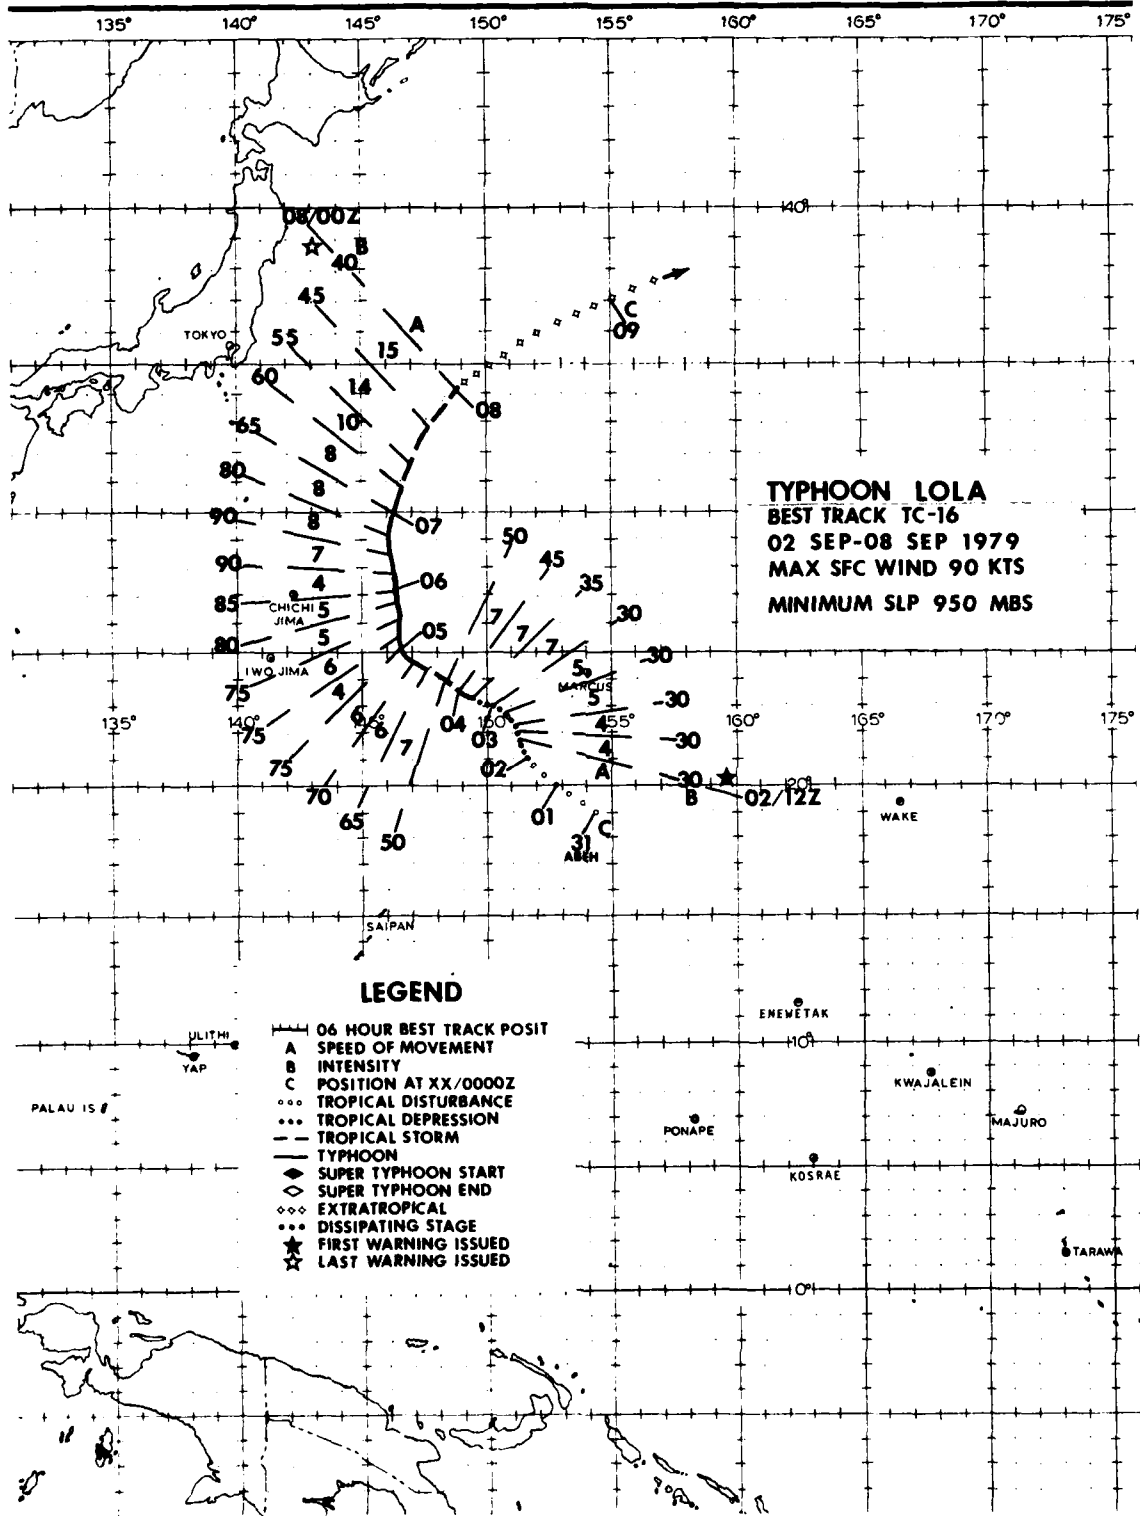 135° 140° 145° 150° 155° 160° 165° 170° 175°
40°
08/00Z
B
40
45
A
C
09
TOKYO
55
15
60
14
08
65
10
8
80
8
TYPHOON LOLA
BEST TRACK TC-16
02 SEP-08 SEP 1979
MAX SFC WIND 90 KTS
MINIMUM SLP 950 MBS
90
8
07
50
7
45
90
4
06
35
85
CHICHI
JIMA
5
30
05
7
7
7
80
5
IWO JIMA
6
5
MARCUS
30
75
4
5
30
6
04
135° 140° 145° 150° 155° 160° 165° 170° 175°
75
6
03
4
30
7
4
75
02
A
30
B
02/12Z
20°
70
01
WAKE
65
C
50
31
SAIPAN
LEGEND
06 HOUR BEST TRACK POSIT
A SPEED OF MOVEMENT
B INTENSITY
C POSITION AT XX/0000Z
TROPICAL DISTURBANCE
TROPICAL DEPRESSION
TROPICAL STORM
TYPHOON
SUPER TYPHOON START
SUPER TYPHOON END
EXTRATROPICAL
DISSIPATING STAGE
FIRST WARNING ISSUED
LAST WARNING ISSUED
ENEWETAK
ULITHI
10°
YAP
KWAJALEIN
PALAU IS
PONAPE
MAJURO
KOSRAE
TARAWA
0°